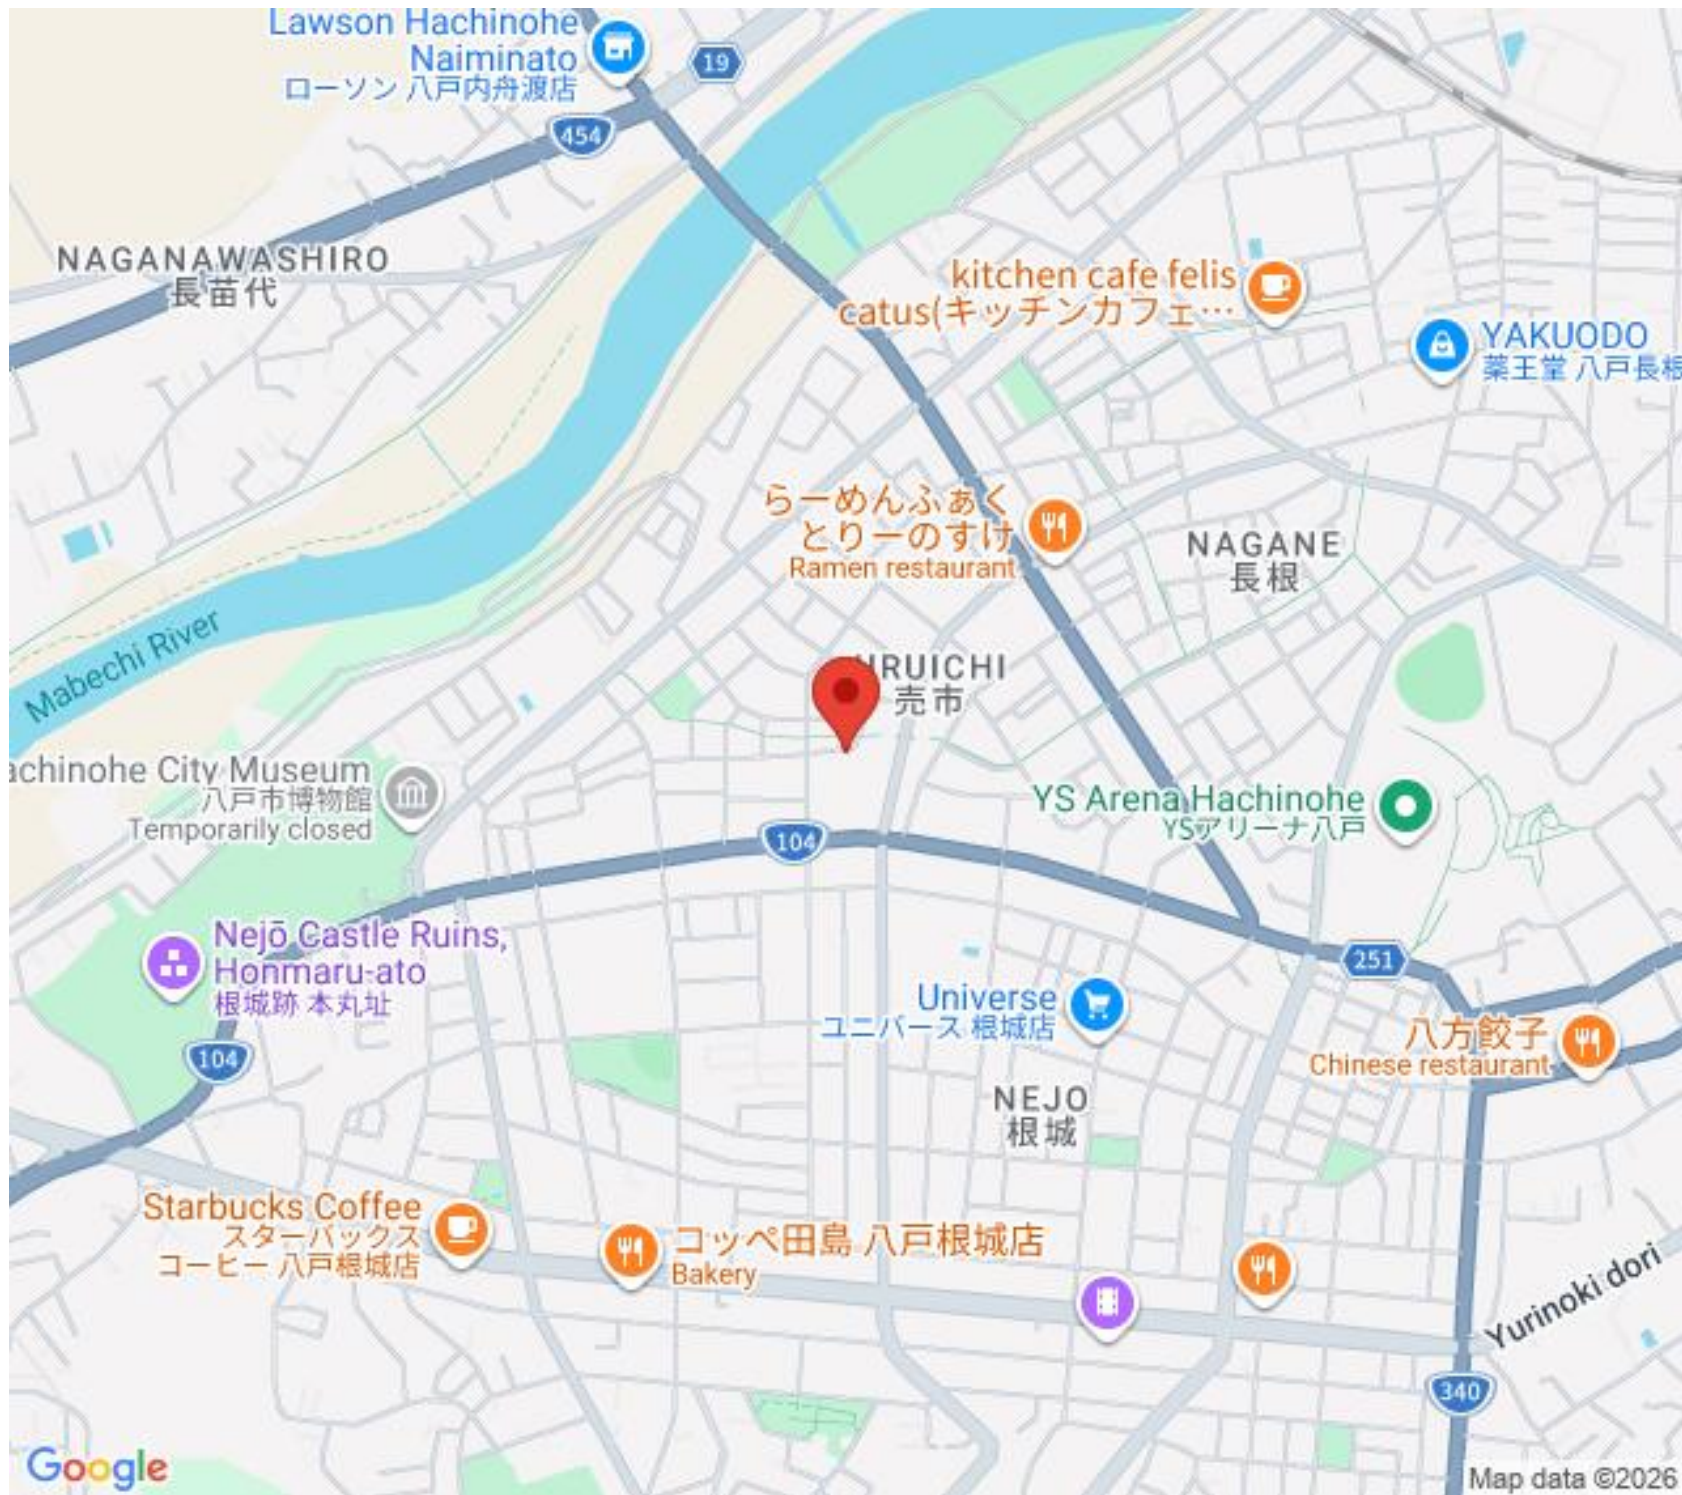 Lawson Hachinohe
Naiminato
ローソン 八戸内舟渡店
19
454
NAGANAWASHIRO
長苗代
kitchen cafe felis
catus(キッチンカフェ…
YAKUODO
薬王堂 八戸長根
らーめんふぁく
とりーのすけ
Ramen restaurant
NAGANE
長根
Mabechi River
URUICHI
売市
achinohe City Museum
八戸市博物館
Temporarily closed
YS Arena Hachinohe
YSアリーナ八戸
104
Nejō Castle Ruins,
Honmaru-ato
根城跡 本丸址
251
Universe
ユニバース 根城店
八方餃子
Chinese restaurant
104
NEJO
根城
Starbucks Coffee
スターバックス
コーヒー 八戸根城店
コッペ田島 八戸根城店
Bakery
Yurinoki dori
340
Google
Map data ©2026